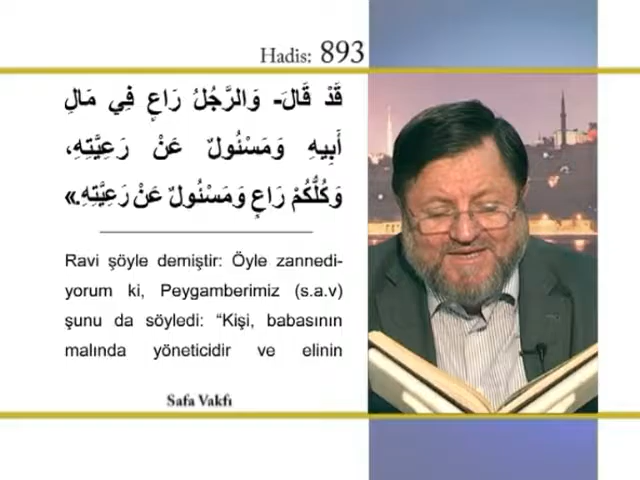 Hadis: 893
قَدْ قَالَ- وَالرَّجُلُ رَاعٍ فِي مَالِ
أَبِيهِ وَمَسْئُولٌ عَنْ رَعِيَّتِهِ،
وَكُلُّكُمْ رَاعٍ وَمَسْئُولٌ عَنْ رَعِيَّتِهِ.»
Ravi şöyle demiştir: Öyle zannedi-
yorum ki, Peygamberimiz (s.a.v)
şunu da söyledi: “Kişi, babasının
malında yöneticidir ve elinin
Safa Vakfı